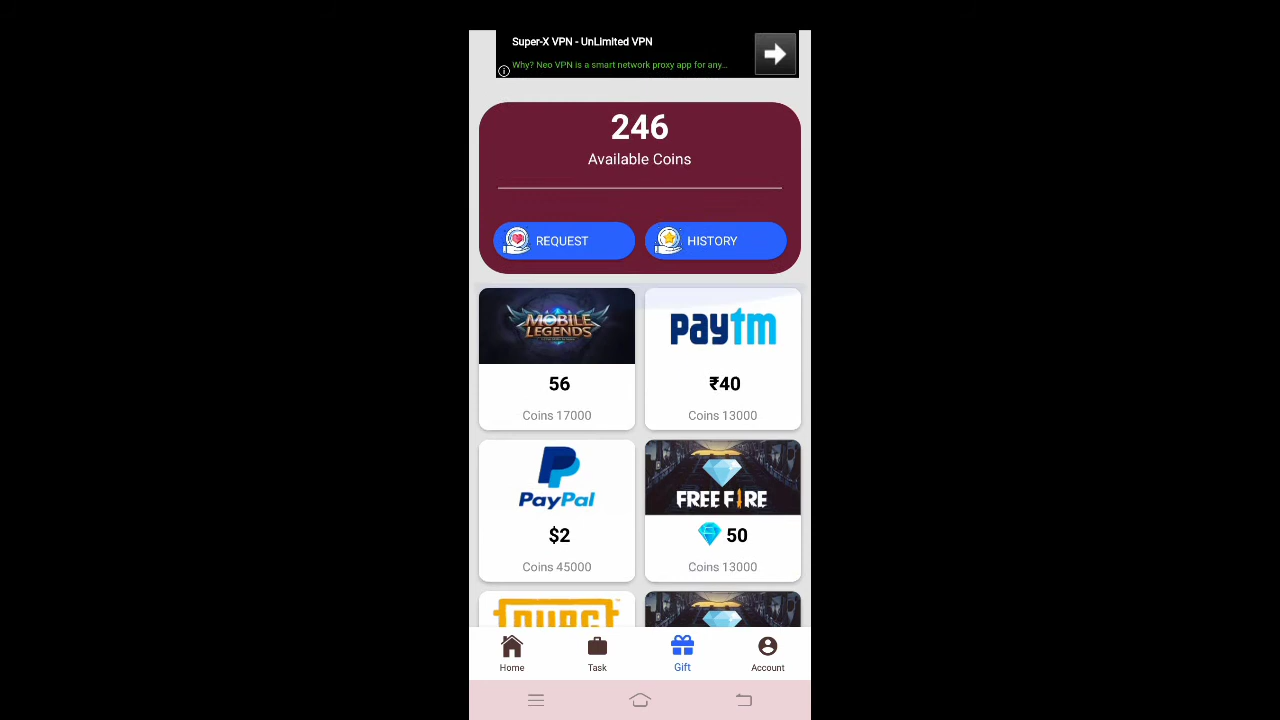 Super-X VPN - UnLimited VPN
Why? Neo VPN is a smart network proxy app for any...
246
Available Coins
REQUEST
HISTORY
MOBILE
LEGENDS
paytm
56
₹40
Coins 17000
Coins 13000
PayPal
FREE FIRE
$2
50
Coins 45000
Coins 13000
PUBG
Home
Task
Gift
Account